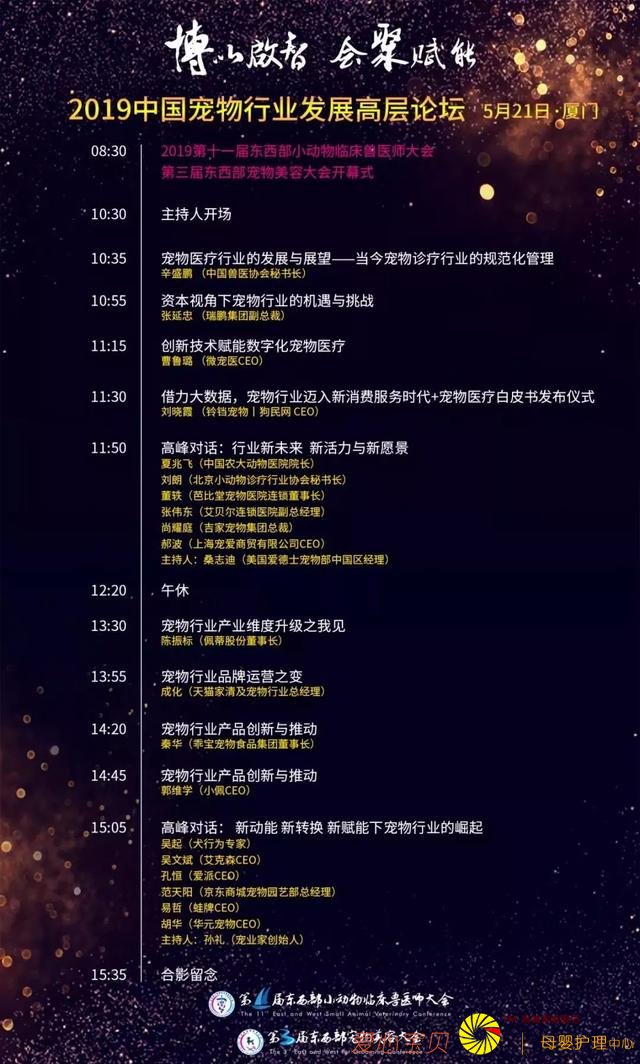 博以啟智 会聚赋能
2019中国宠物行业发展高层论坛 5月21日·厦门
08:30 2019第十一届东西部小动物临床兽医师大会
第三届东西部宠物美容大会开幕式
10:30 主持人开场
10:35 宠物医疗行业的发展与展望——当今宠物诊疗行业的规范化管理
辛盛鹏（中国兽医协会秘书长）
10:55 资本视角下宠物行业的机遇与挑战
张延忠（瑞鹏集团副总裁）
11:15 创新技术赋能数字化宠物医疗
曹鲁璐（微宠医CEO）
11:30 借力大数据，宠物行业迈入新消费服务时代+宠物医疗白皮书发布仪式
刘晓霞（铃铛宠物丨狗民网 CEO）
11:50 高峰对话：行业新未来 新活力与新愿景
夏兆飞（中国农大动物医院院长）
刘朗（北京小动物诊疗行业协会秘书长）
董轶（芭比堂宠物医院连锁董事长）
张伟东（艾贝尔连锁医院副总经理）
尚耀庭（吉家宠物集团总裁）
郝波（上海宠爱商贸有限公司CEO）
主持人：桑志迪（美国爱德士宠物部中国区经理）
12:20 午休
13:30 宠物行业产业维度升级之我见
陈振标（佩蒂股份董事长）
13:55 宠物行业品牌运营之变
成化（天猫家清及宠物行业总经理）
14:20 宠物行业产品创新与推动
秦华（乖宝宠物食品集团董事长）
14:45 宠物行业产品创新与推动
郭维学（小佩CEO）
15:05 高峰对话： 新动能 新转换 新赋能下宠物行业的崛起
吴起（犬行为专家）
吴文斌（艾克森CEO）
孔恒（爱派CEO）
范天阳（京东商城宠物园艺部总经理）
易哲（蛙牌CEO）
胡华（华元宠物CEO）
主持人：孙礼（宠业家创始人）
15:35 合影留念
第11届东西部小动物临床兽医师大会
The 11th East and West Small Animal Veterinary Conference
第3届东西部宠物美容大会
The 3rd East and West Pet Grooming Conference
母婴护理中心